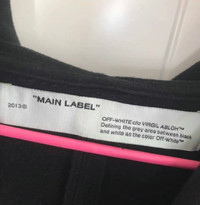 2013®
"MAIN LABEL"
OFF-WHITE c/o VIRGIL ABLOH™
Defining the grey area between black
and white as the color Off-White™